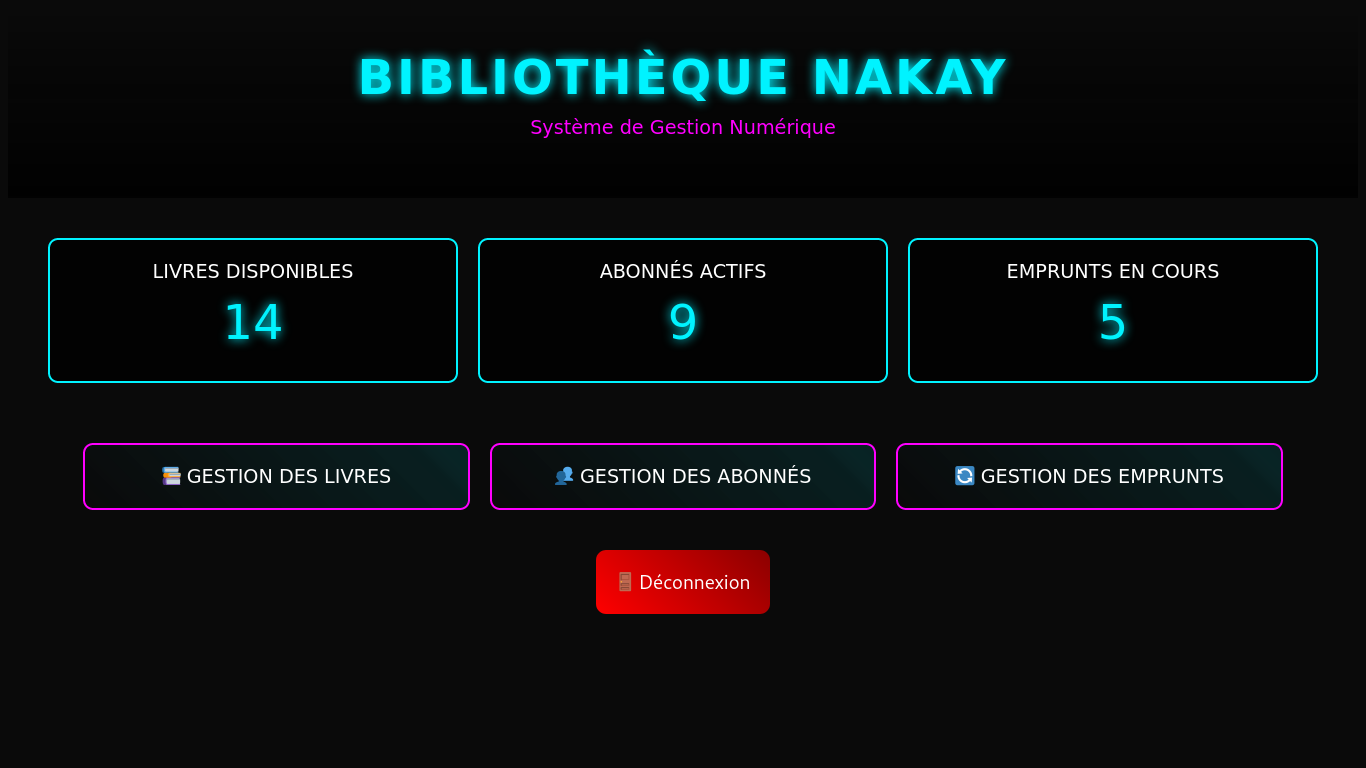 BIBLIOTHÈQUE NAKAY
Système de Gestion Numérique
LIVRES DISPONIBLES
14
ABONNÉS ACTIFS
9
EMPRUNTS EN COURS
5
GESTION DES LIVRES
GESTION DES ABONNÉS
GESTION DES EMPRUNTS
Déconnexion